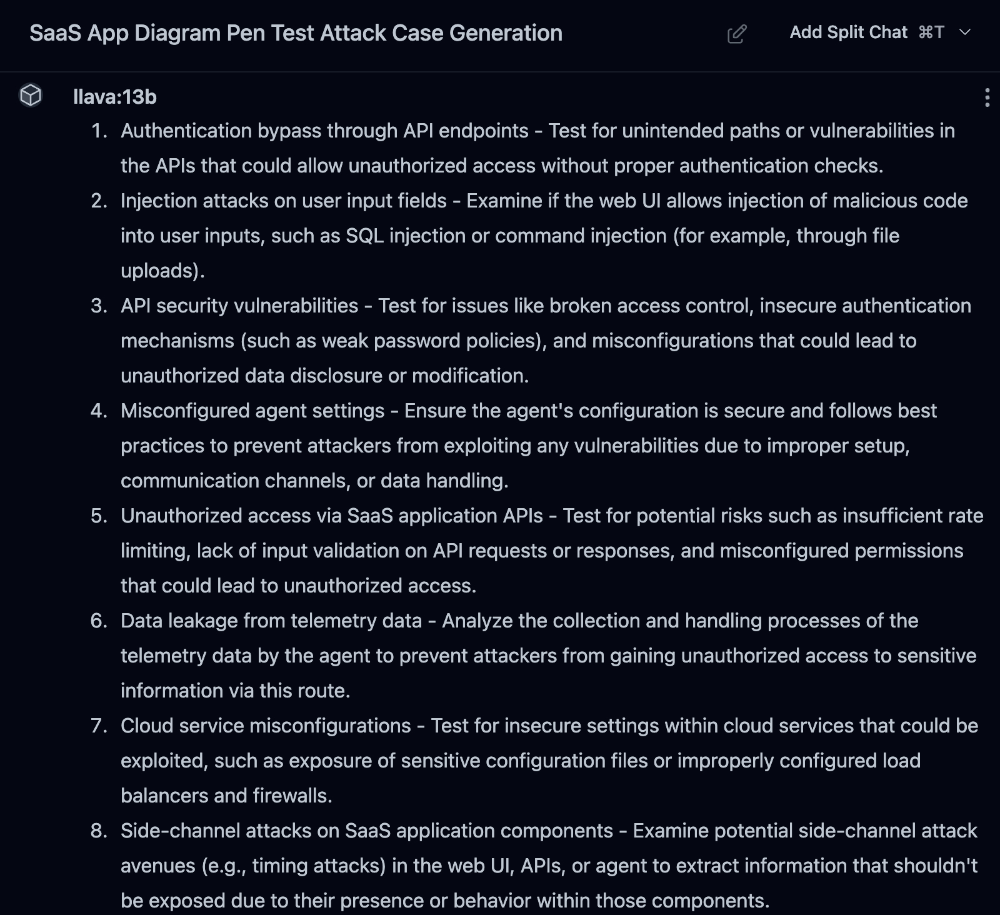 SaaS App Diagram Pen Test Attack Case Generation
Add Split Chat ⌘T
llava:13b
1. Authentication bypass through API endpoints - Test for unintended paths or vulnerabilities in
the APIs that could allow unauthorized access without proper authentication checks.
2. Injection attacks on user input fields - Examine if the web UI allows injection of malicious code
into user inputs, such as SQL injection or command injection (for example, through file
uploads).
3. API security vulnerabilities - Test for issues like broken access control, insecure authentication
mechanisms (such as weak password policies), and misconfigurations that could lead to
unauthorized data disclosure or modification.
4. Misconfigured agent settings - Ensure the agent's configuration is secure and follows best
practices to prevent attackers from exploiting any vulnerabilities due to improper setup,
communication channels, or data handling.
5. Unauthorized access via SaaS application APIs - Test for potential risks such as insufficient rate
limiting, lack of input validation on API requests or responses, and misconfigured permissions
that could lead to unauthorized access.
6. Data leakage from telemetry data - Analyze the collection and handling processes of the
telemetry data by the agent to prevent attackers from gaining unauthorized access to sensitive
information via this route.
7. Cloud service misconfigurations - Test for insecure settings within cloud services that could be
exploited, such as exposure of sensitive configuration files or improperly configured load
balancers and firewalls.
8. Side-channel attacks on SaaS application components - Examine potential side-channel attack
avenues (e.g., timing attacks) in the web UI, APIs, or agent to extract information that shouldn't
be exposed due to their presence or behavior within those components.